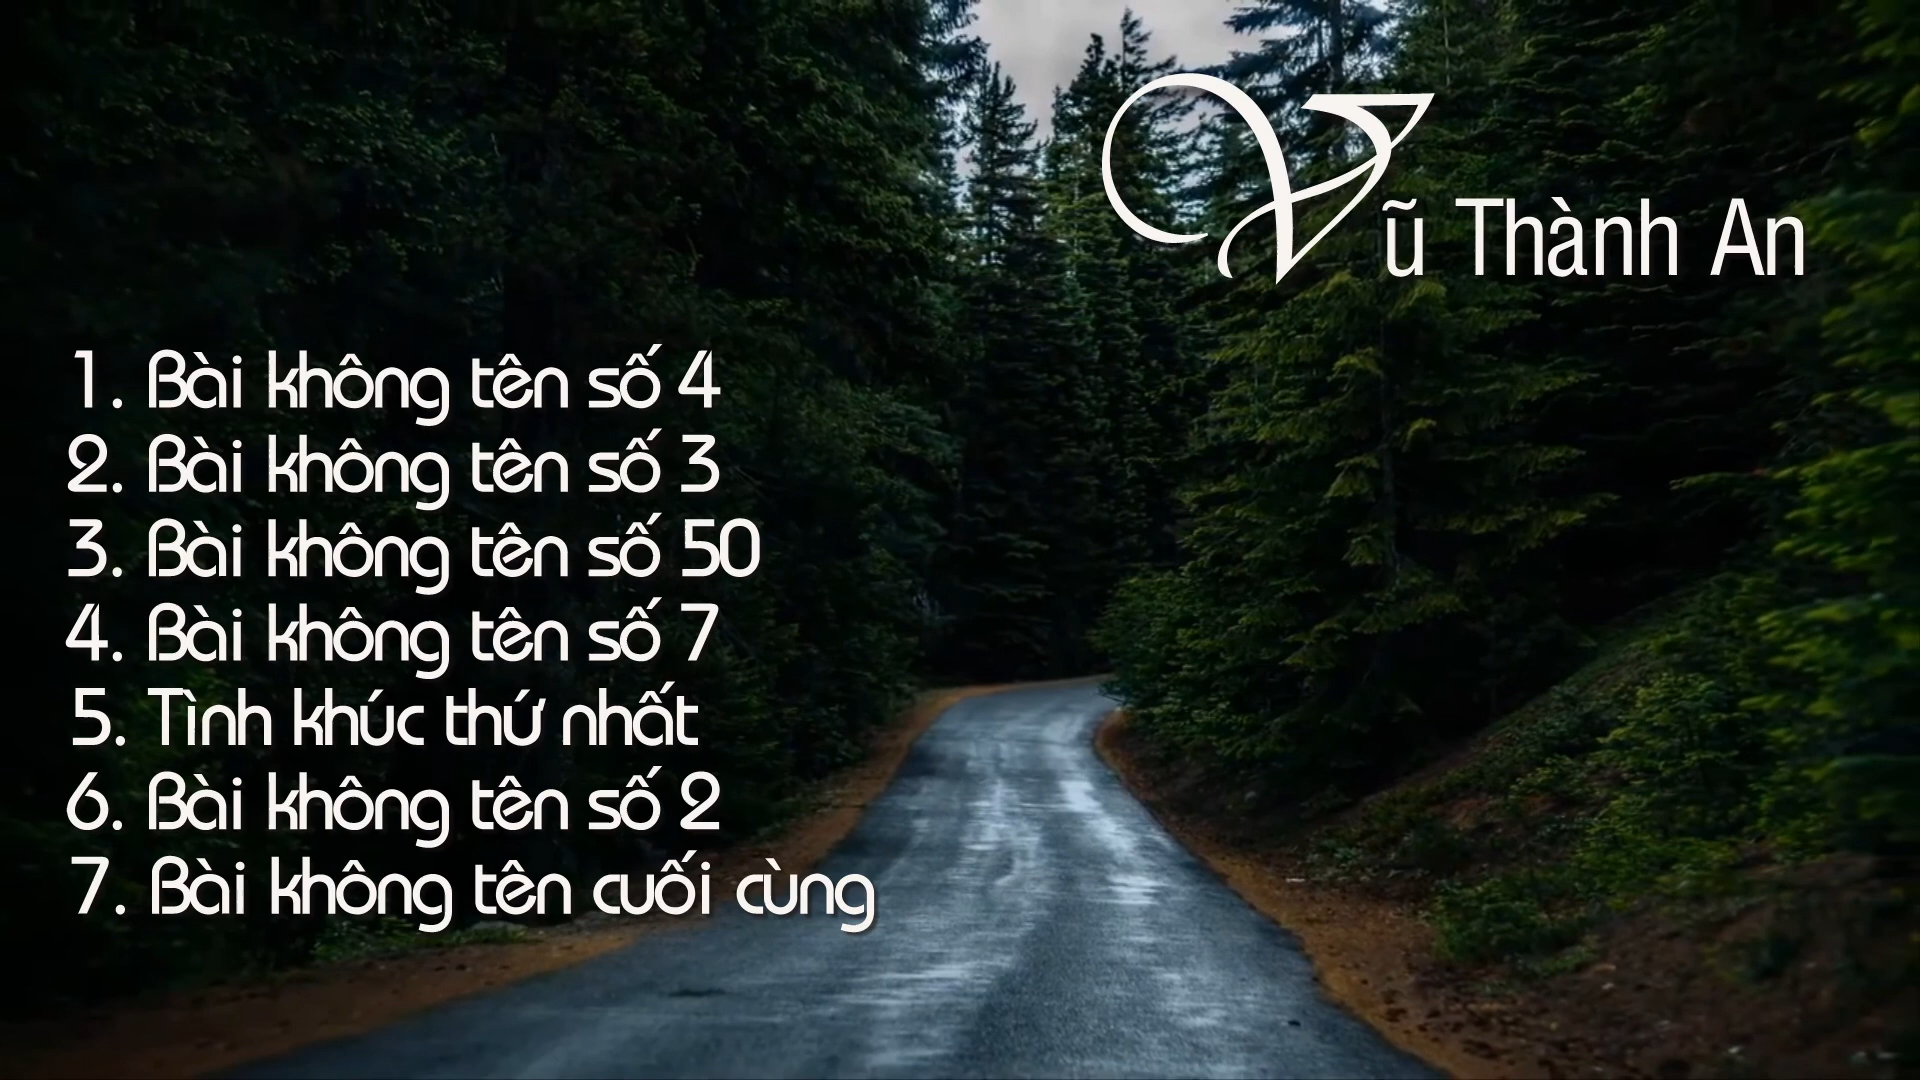 Vũ Thành An
1. Bài không tên số 4
2. Bài không tên số 3
3. Bài không tên số 50
4. Bài không tên số 7
5. Tình khúc thứ nhất
6. Bài không tên số 2
7. Bài không tên cuối cùng